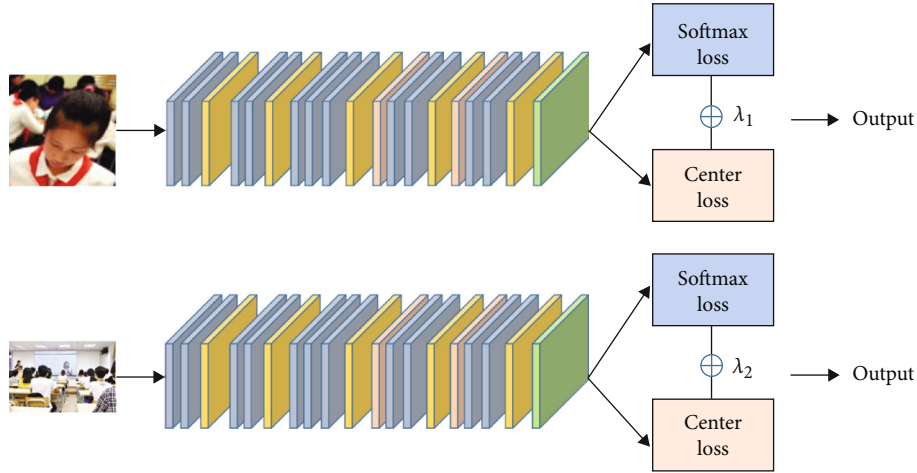 Softmax
loss
λ1
Output
Center
loss
Softmax
loss
λ2
Output
Center
loss